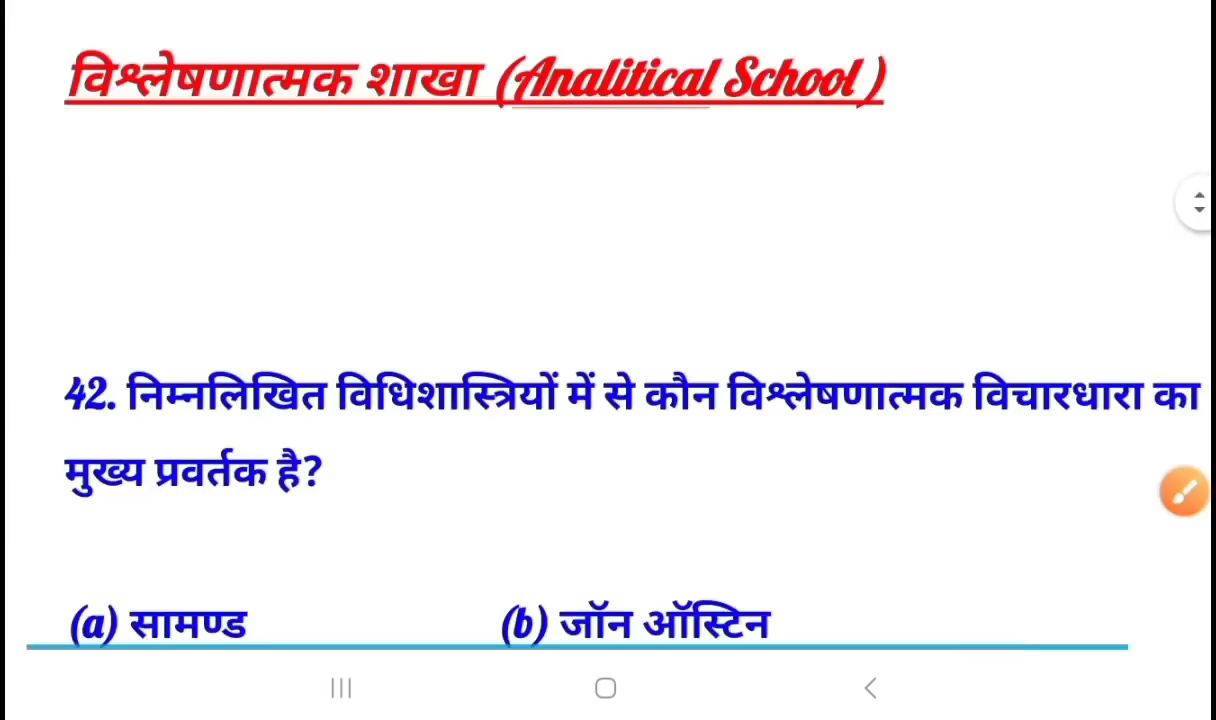 विश्लेषणात्मक शाखा (Analitical School )
42. निम्नलिखित विधिशास्त्रियों में से कौन विश्लेषणात्मक विचारधारा का
मुख्य प्रवर्तक है?
(a) सामण्ड (b) जॉन ऑस्टिन